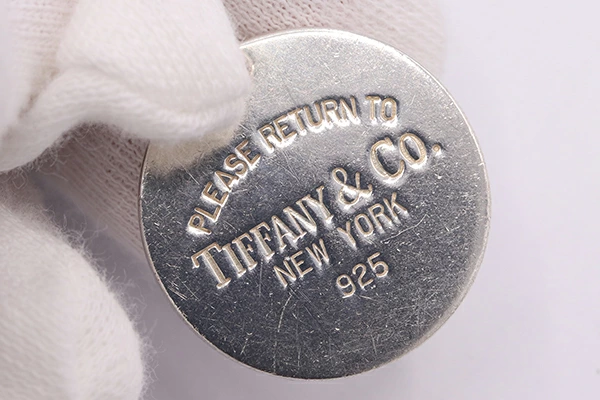 PLEASE RETURN TO
TIFFANY & CO.
NEW YORK
925